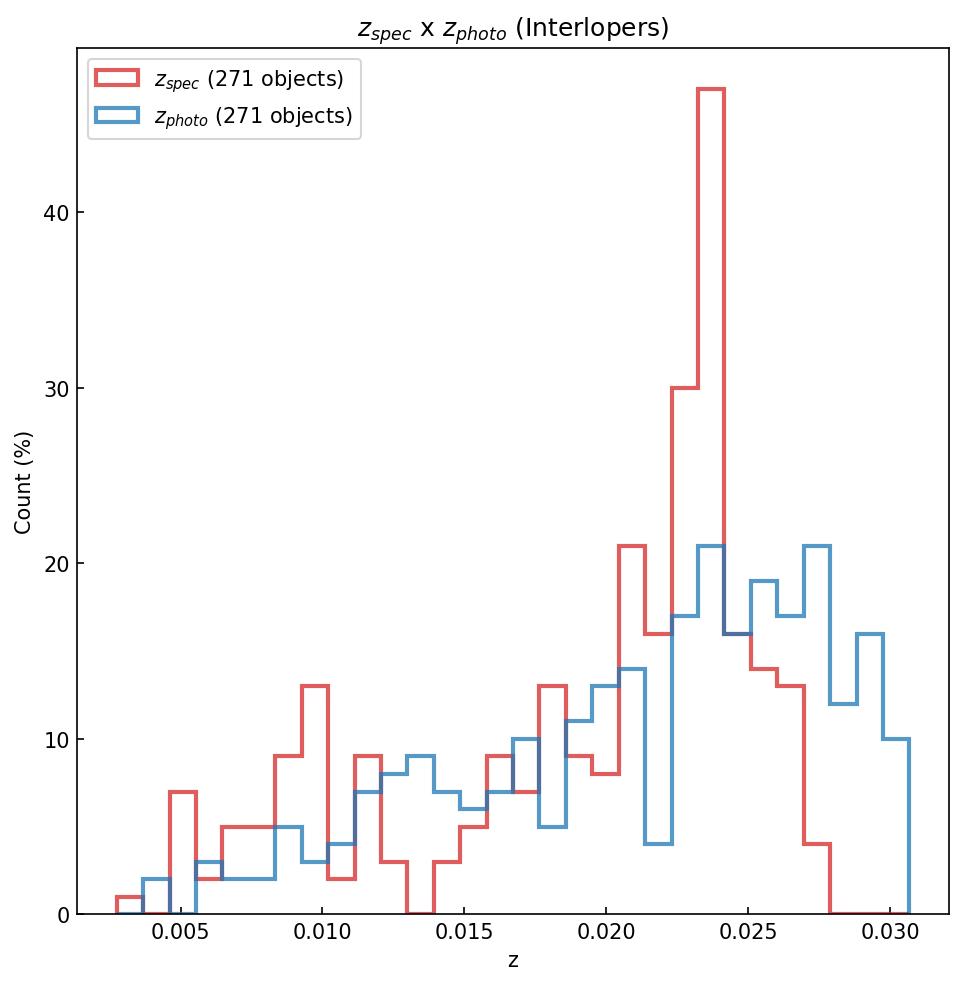 z_spec x z_photo (Interlopers)
z_spec (271 objects)
z_photo (271 objects)
Count (%)
40
30
20
10
0
0.005 0.010 0.015 0.020 0.025 0.030
z